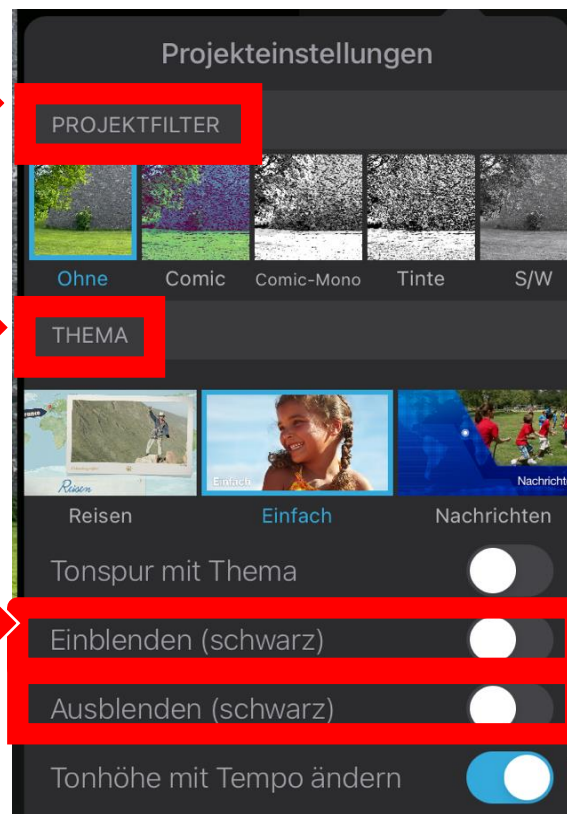 Projekteinstellungen
PROJEKTFILTER
Ohne Comic Comic-Mono Tinte S/W
THEMA
Reisen Einfach
Reisen Einfach Nachrichten
Tonspur mit Thema
Einblenden (schwarz)
Ausblenden (schwarz)
Tonhöhe mit Tempo ändern